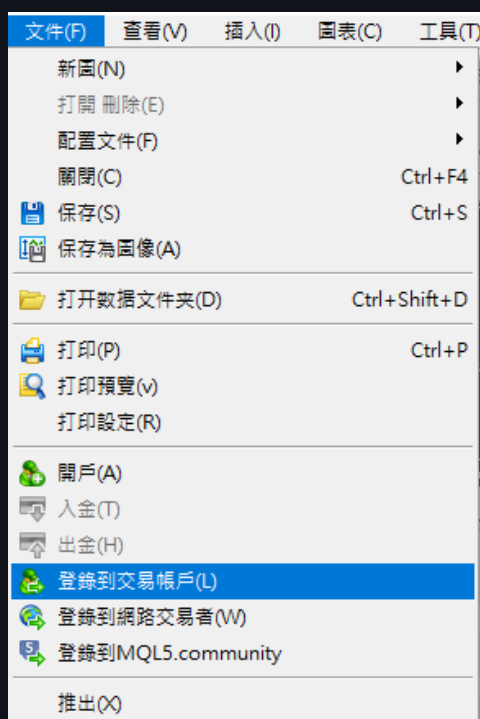 文件(F) 查看(V) 插入(I) 圖表(C) 工具(T)
新圖(N)
打開 刪除(E)
配置文件(F)
關閉(C) Ctrl+F4
保存(S) Ctrl+S
保存為圖像(A)
打开数据文件夹(D) Ctrl+Shift+D
打印(P) Ctrl+P
打印預覽(v)
打印設定(R)
開戶(A)
入金(T)
出金(H)
登錄到交易帳戶(L)
登錄到網路交易者(W)
登錄到MQL5.community
推出(X)